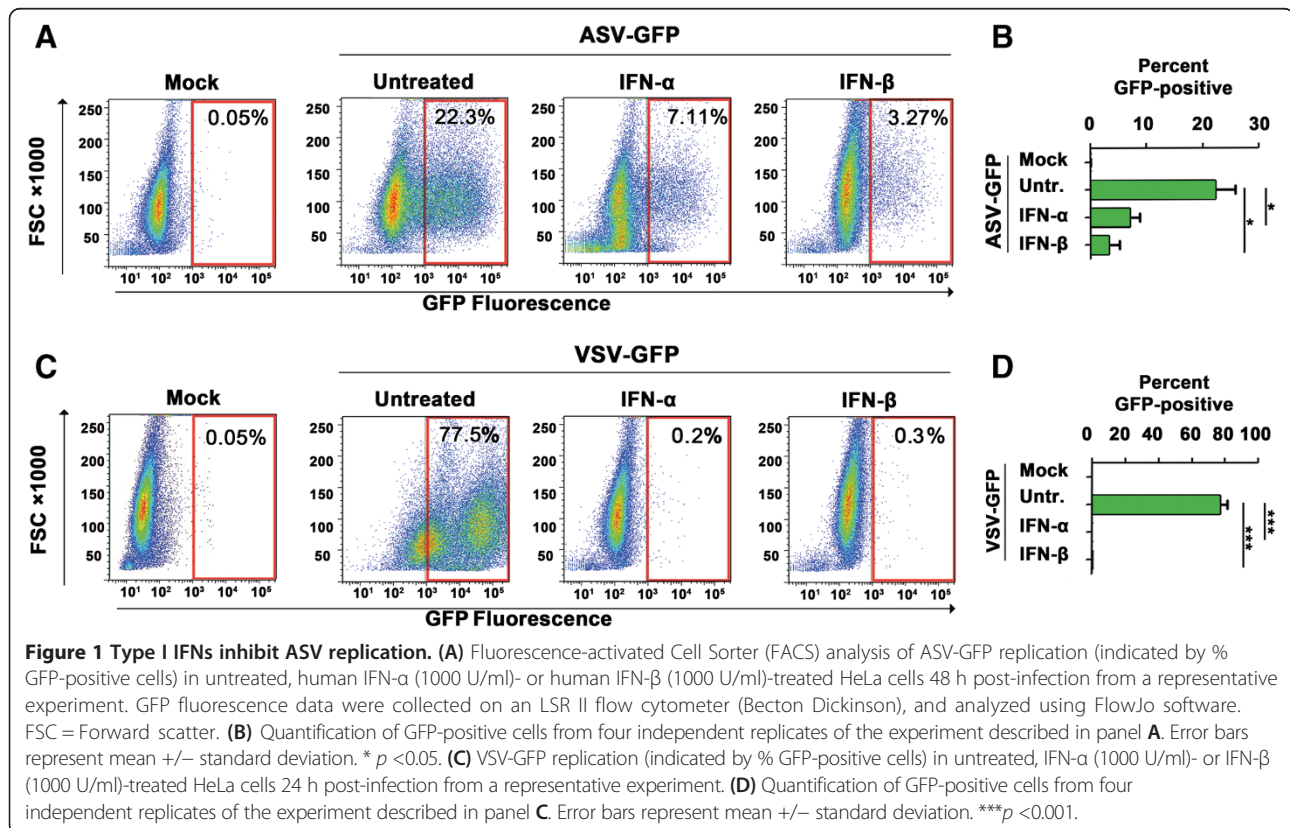 A
ASV-GFP
Mock
Untreated
IFN-α
IFN-β
FSC ×1000
250
200
150
100
50
0.05%
10¹ 10² 10³ 10⁴ 10⁵
250
200
150
100
50
22.3%
10¹ 10² 10³ 10⁴ 10⁵
250
200
150
100
50
7.11%
10¹ 10² 10³ 10⁴ 10⁵
250
200
150
100
50
3.27%
10¹ 10² 10³ 10⁴ 10⁵
GFP Fluorescence
B
Percent
GFP-positive
0 10 20 30
ASV-GFP
Mock
Untr.
IFN-α
IFN-β
*
*
C
VSV-GFP
Mock
Untreated
IFN-α
IFN-β
FSC ×1000
250
200
150
100
50
0.05%
10¹ 10² 10³ 10⁴ 10⁵
250
200
150
100
50
77.5%
10¹ 10² 10³ 10⁴ 10⁵
250
200
150
100
50
0.2%
10¹ 10² 10³ 10⁴ 10⁵
250
200
150
100
50
0.3%
10¹ 10² 10³ 10⁴ 10⁵
GFP Fluorescence
D
Percent
GFP-positive
0 20 40 60 80 100
VSV-GFP
Mock
Untr.
IFN-α
IFN-β
***
***
Figure 1 Type I IFNs inhibit ASV replication. (A) Fluorescence-activated Cell Sorter (FACS) analysis of ASV-GFP replication (indicated by %
GFP-positive cells) in untreated, human IFN-α (1000 U/ml)- or human IFN-β (1000 U/ml)-treated HeLa cells 48 h post-infection from a representative
experiment. GFP fluorescence data were collected on an LSR II flow cytometer (Becton Dickinson), and analyzed using FlowJo software.
FSC = Forward scatter. (B) Quantification of GFP-positive cells from four independent replicates of the experiment described in panel A. Error bars
represent mean +/− standard deviation. * p <0.05. (C) VSV-GFP replication (indicated by % GFP-positive cells) in untreated, IFN-α (1000 U/ml)- or IFN-β
(1000 U/ml)-treated HeLa cells 24 h post-infection from a representative experiment. (D) Quantification of GFP-positive cells from four
independent replicates of the experiment described in panel C. Error bars represent mean +/− standard deviation. ***p <0.001.